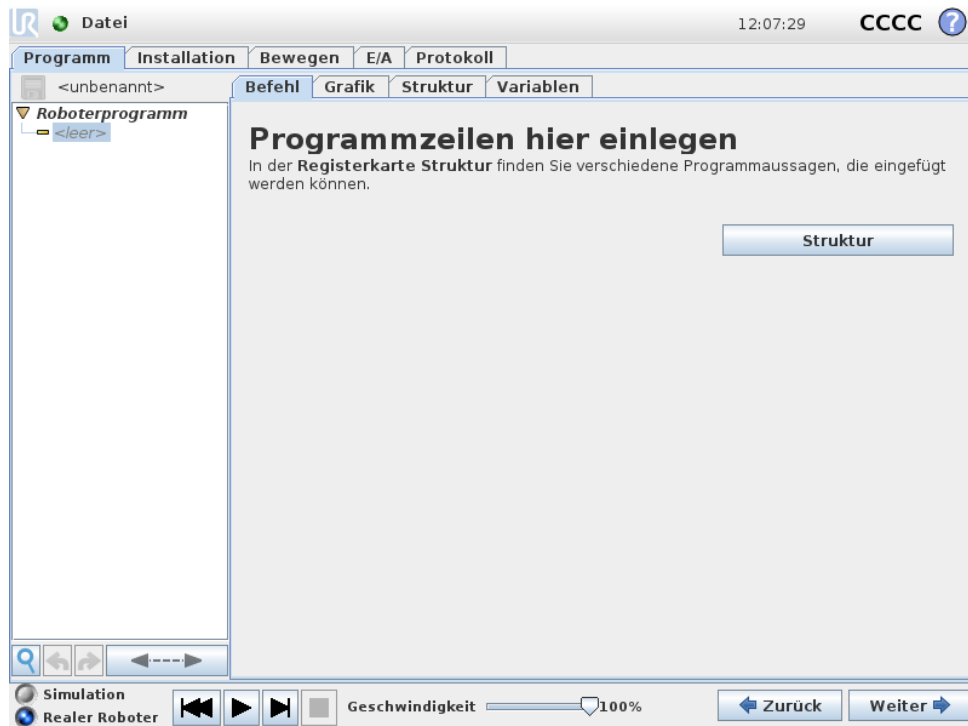 UR Datei 12:07:29 CCCC ?
Programm Installation Bewegen E/A Protokoll
<unbenannt> Befehl Grafik Struktur Variablen
Roboterprogramm
<leer>
Programmzeilen hier einlegen
In der Registerkarte Struktur finden Sie verschiedene Programmaussagen, die eingefügt
werden können.
Struktur
Simulation
Realer Roboter
Geschwindigkeit 100%
Zurück Weiter